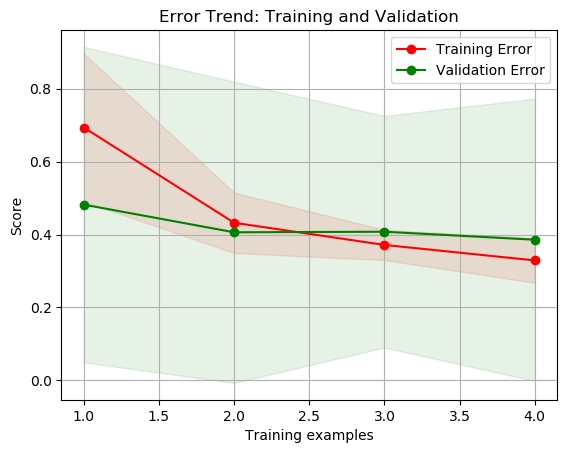 Error Trend: Training and Validation
Training Error
Validation Error
Score
0.8
0.6
0.4
0.2
0.0
1.0 1.5 2.0 2.5 3.0 3.5 4.0
Training examples